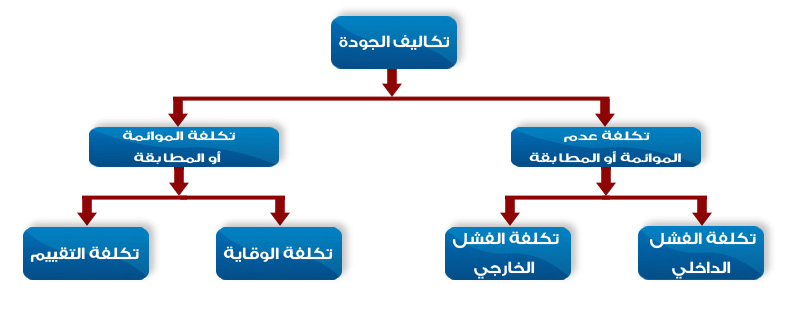 تكاليف الجودة
تكلفة عدم
الموائمة أو المطابقة
تكلفة الموائمة
أو المطابقة
تكلفة الفشل
الداخلي
تكلفة الفشل
الخارجي
تكلفة الوقاية
تكلفة التقييم